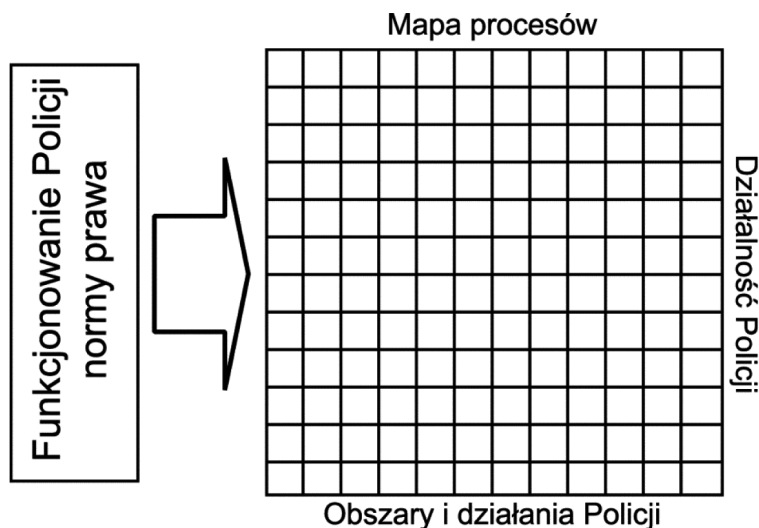 Mapa procesów
Funkcjonowanie Policji
normy prawa
Działalność Policji
Obszary i działania Policji